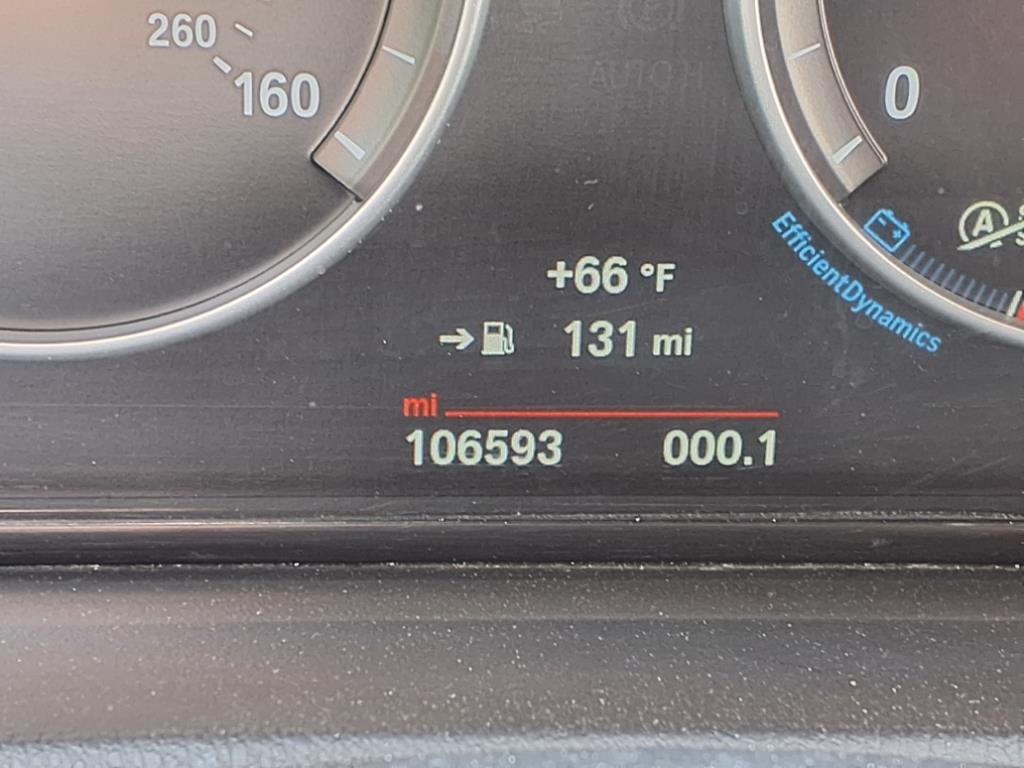 260
160
0
A
EfficientDynamics
+66 °F
131 mi
mi
106593 000.1